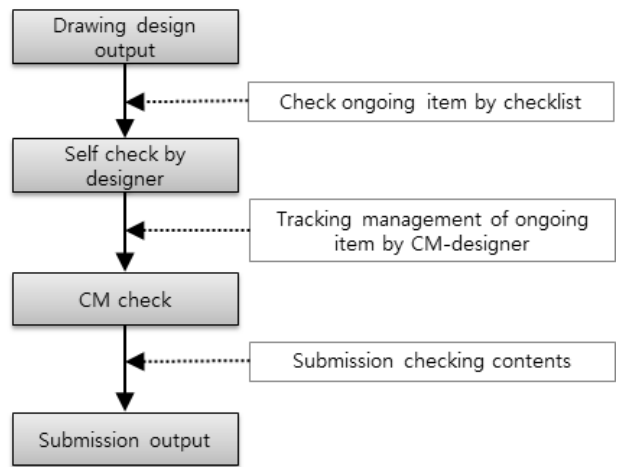 Drawing design
output
Check ongoing item by checklist
Self check by
designer
Tracking management of ongoing
item by CM-designer
CM check
Submission checking contents
Submission output